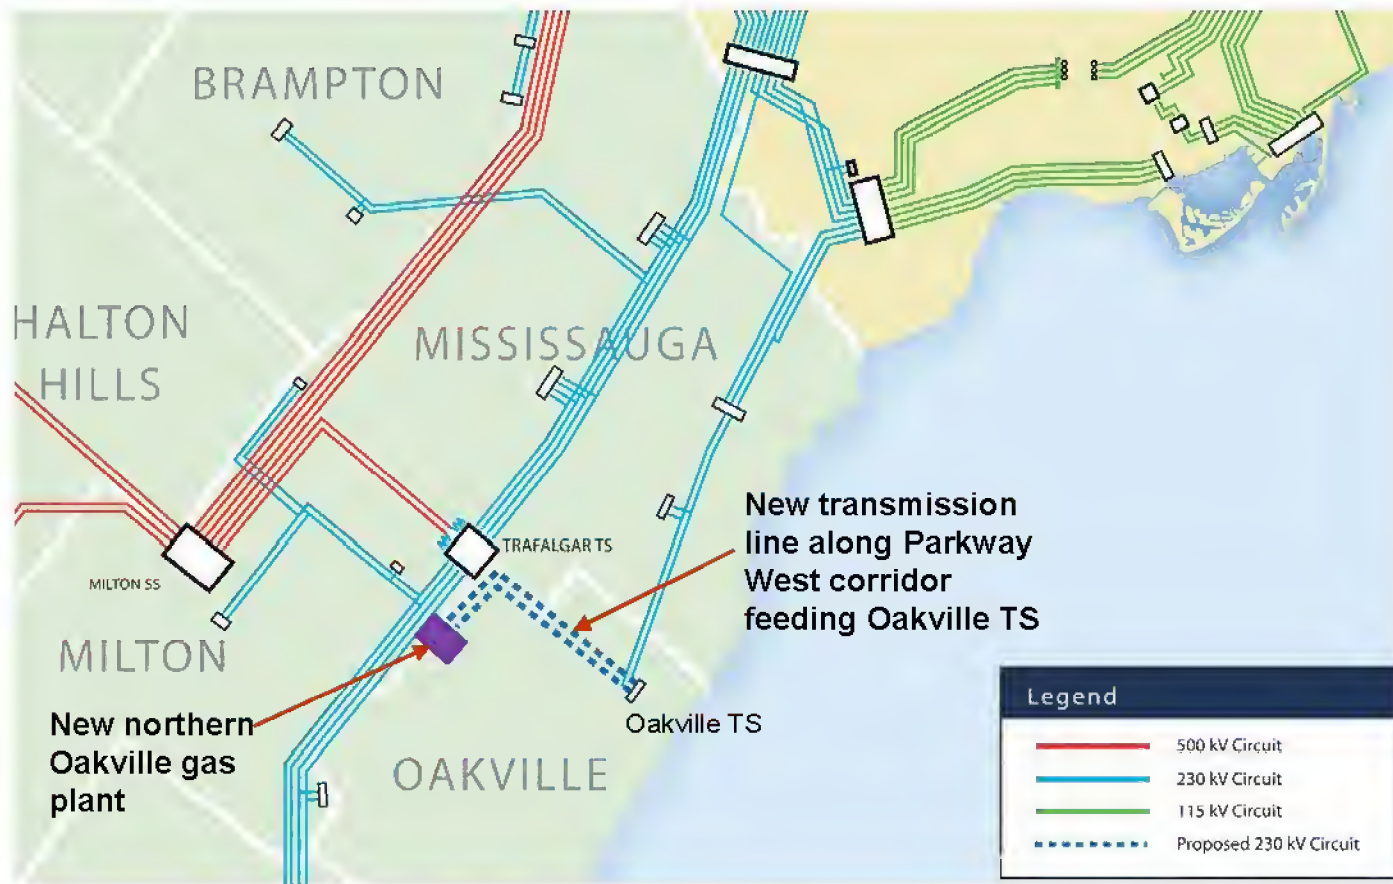 BRAMPTON
HALTON
HILLS
MISSISSAUGA
New transmission
line along Parkway
West corridor
feeding Oakville TS
TRAFALGAR TS
MILTON SS
MILTON
New northern
Oakville gas
plant
Oakville TS
OAKVILLE
Legend
500 kV Circuit
230 kV Circuit
115 kV Circuit
Proposed 230 kV Circuit